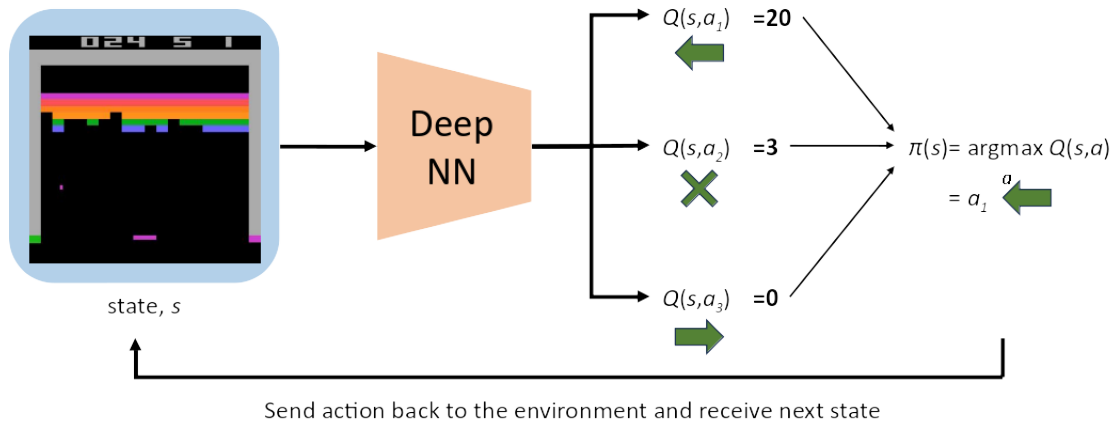 024 5 1
Deep
NN
Q(s,a₁) =20
Q(s,a₂) =3
Q(s,a₃) =0
π(s)= argmax Q(s,a)
a
= a₁
state, s
Send action back to the environment and receive next state